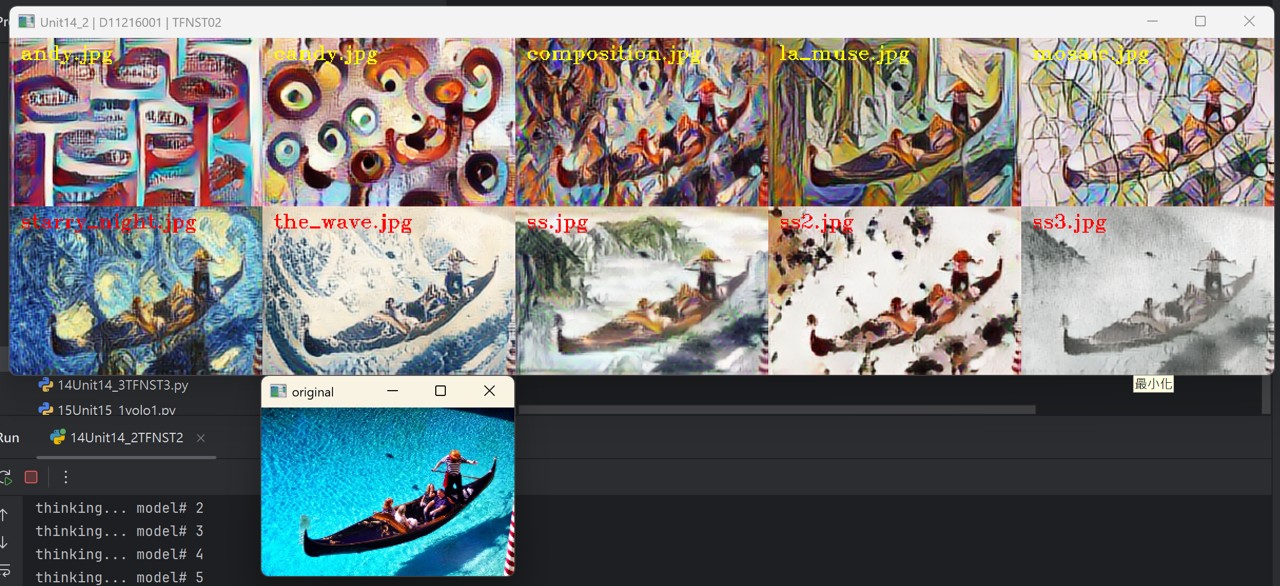 Unit14_2 | D11216001 | TFNST02
andy.jpg
candy.jpg
composition.jpg
la_muse.jpg
mosaic.jpg
starry_night.jpg
the_wave.jpg
ss.jpg
ss2.jpg
ss3.jpg
最小化
14Unit14_3TFNST3.py
15Unit15_1yolo1.py
original
Run
14Unit14_2TFNST2
thinking... model# 2
thinking... model# 3
thinking... model# 4
thinking... model# 5